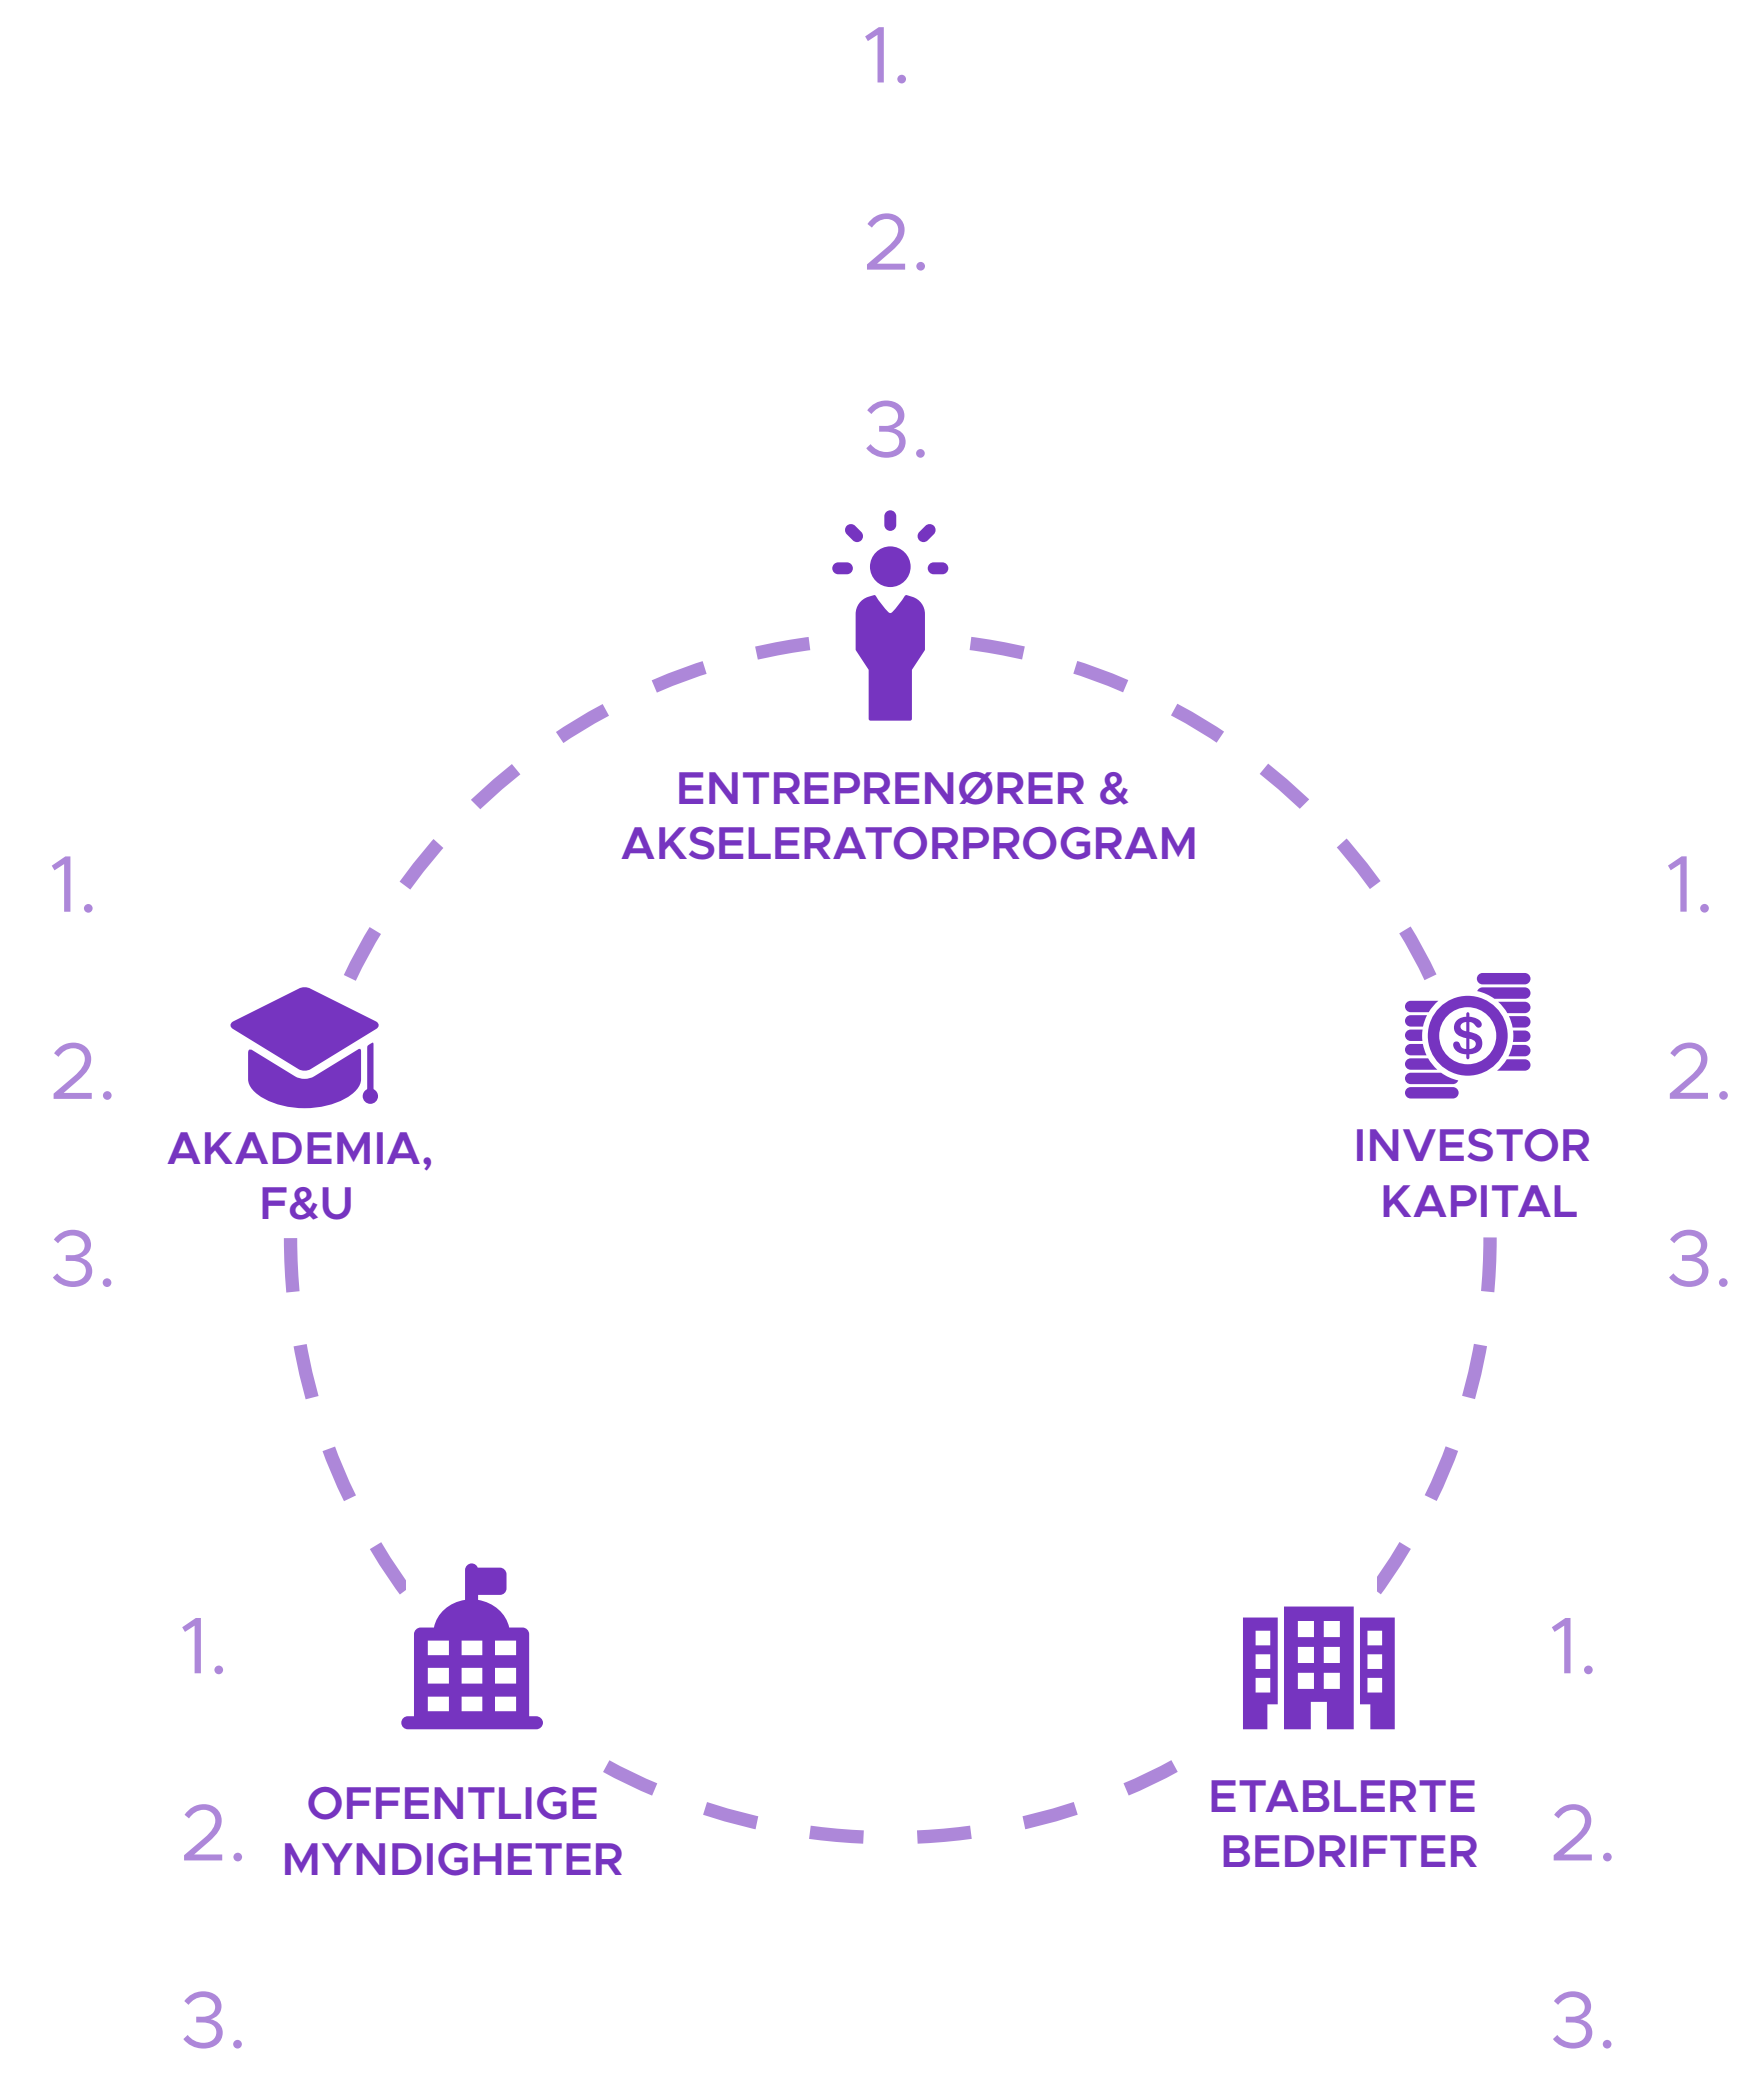 1.
2.
3.
ENTREPRENØRER &
AKSELERATORPROGRAM
1.
2.
3.
AKADEMIA,
F&U
1.
2.
3.
INVESTOR
KAPITAL
1.
2.
3.
OFFENTLIGE
MYNDIGHETER
1.
2.
3.
ETABLERTE
BEDRIFTER
$